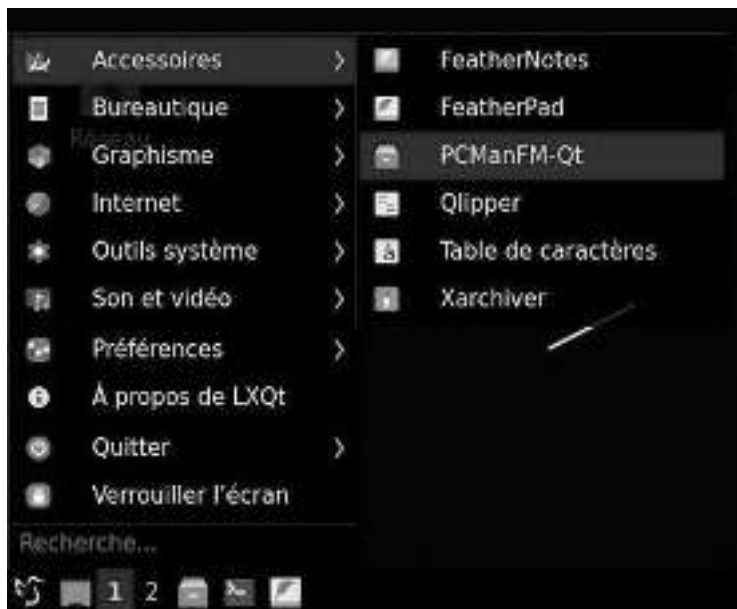 Accessoires
Bureautique
Réseau
Graphisme
Internet
Outils système
Son et vidéo
Préférences
À propos de LXQt
Quitter
Verrouiller l'écran
Recherche...
FeatherNotes
FeatherPad
PCManFM-Qt
Qlipper
Table de caractères
Xarchiver
1 2